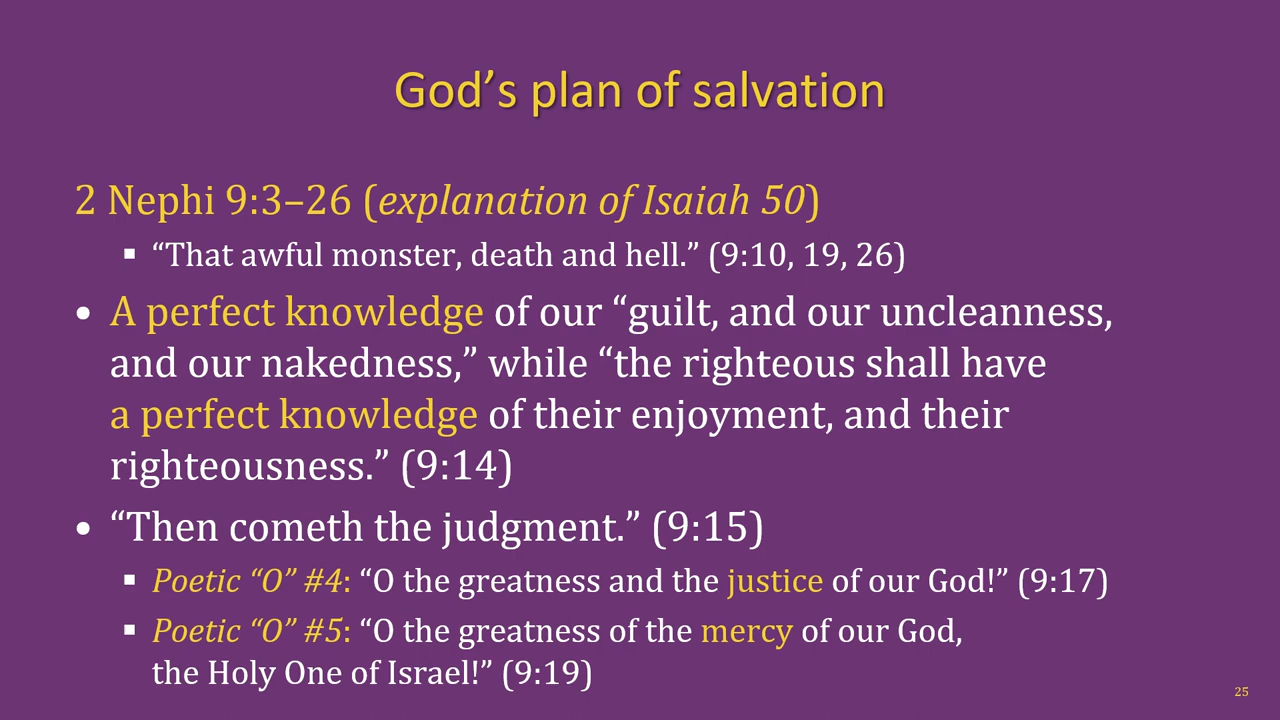 God’s plan of salvation
2 Nephi 9:3–26 (explanation of Isaiah 50)
▪ “That awful monster, death and hell.” (9:10, 19, 26)
• A perfect knowledge of our “guilt, and our uncleanness,
and our nakedness,” while “the righteous shall have
a perfect knowledge of their enjoyment, and their
righteousness.” (9:14)
• “Then cometh the judgment.” (9:15)
▪ Poetic “O” #4: “O the greatness and the justice of our God!” (9:17)
▪ Poetic “O” #5: “O the greatness of the mercy of our God,
the Holy One of Israel!” (9:19)
25